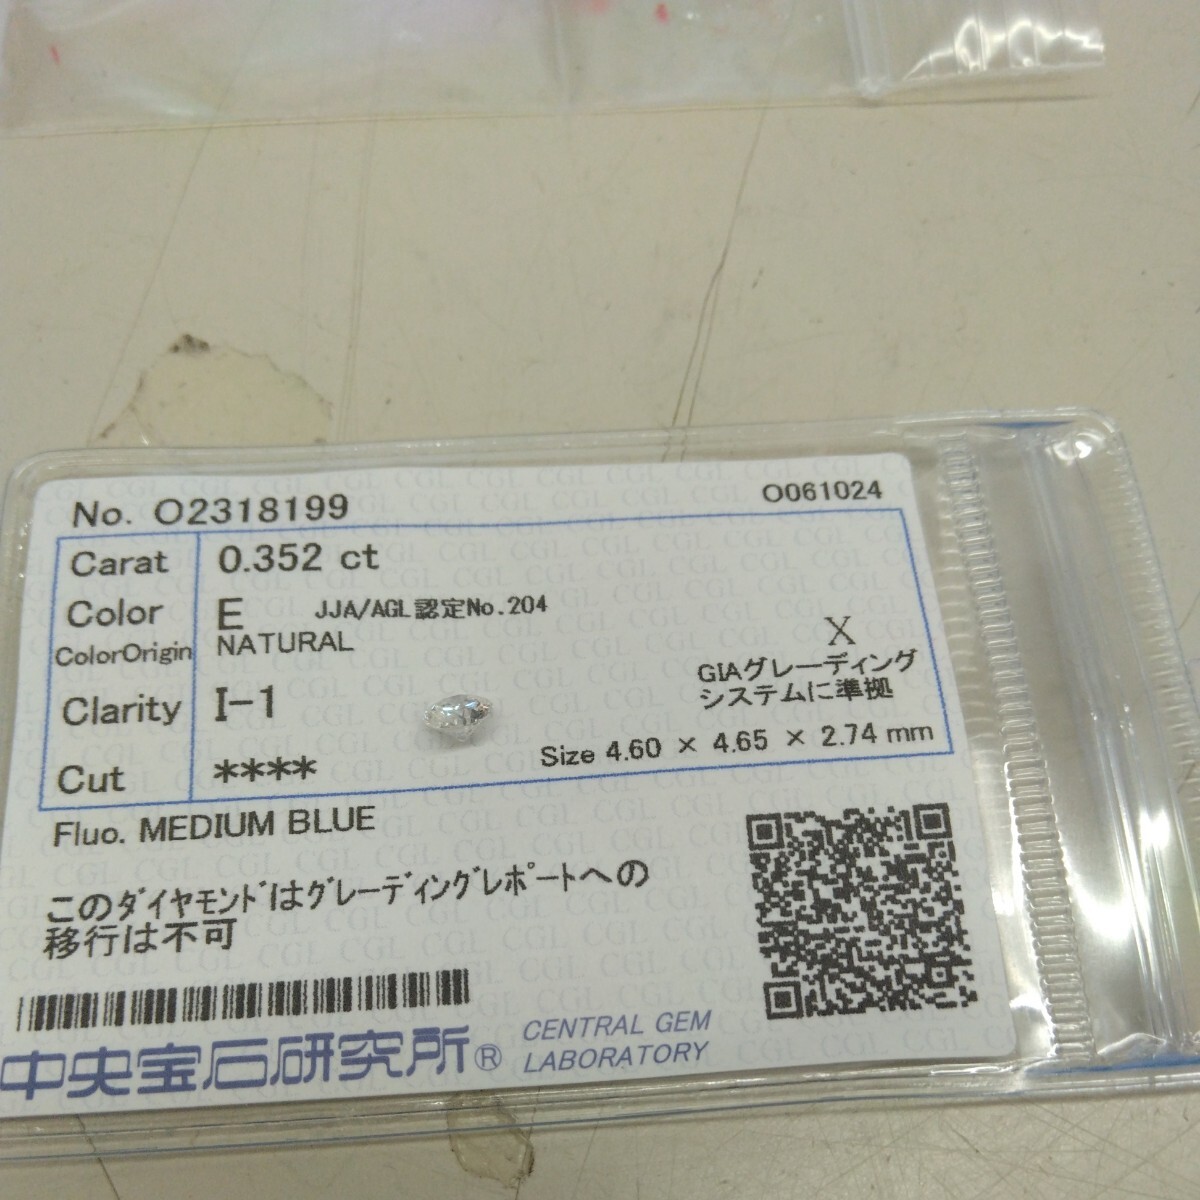 No. O2318199
O061024
Carat 0.352 ct
Color E JJA/AGL認定No.204
ColorOrigin NATURAL
X
GIAグレーディング
システムに準拠
Clarity I-1
Size 4.60 × 4.65 × 2.74 mm
Cut ****
Fluo. MEDIUM BLUE
このダイヤモンドはグレーディングレポートへの
移行は不可
中央宝石研究所® CENTRAL GEM
LABORATORY